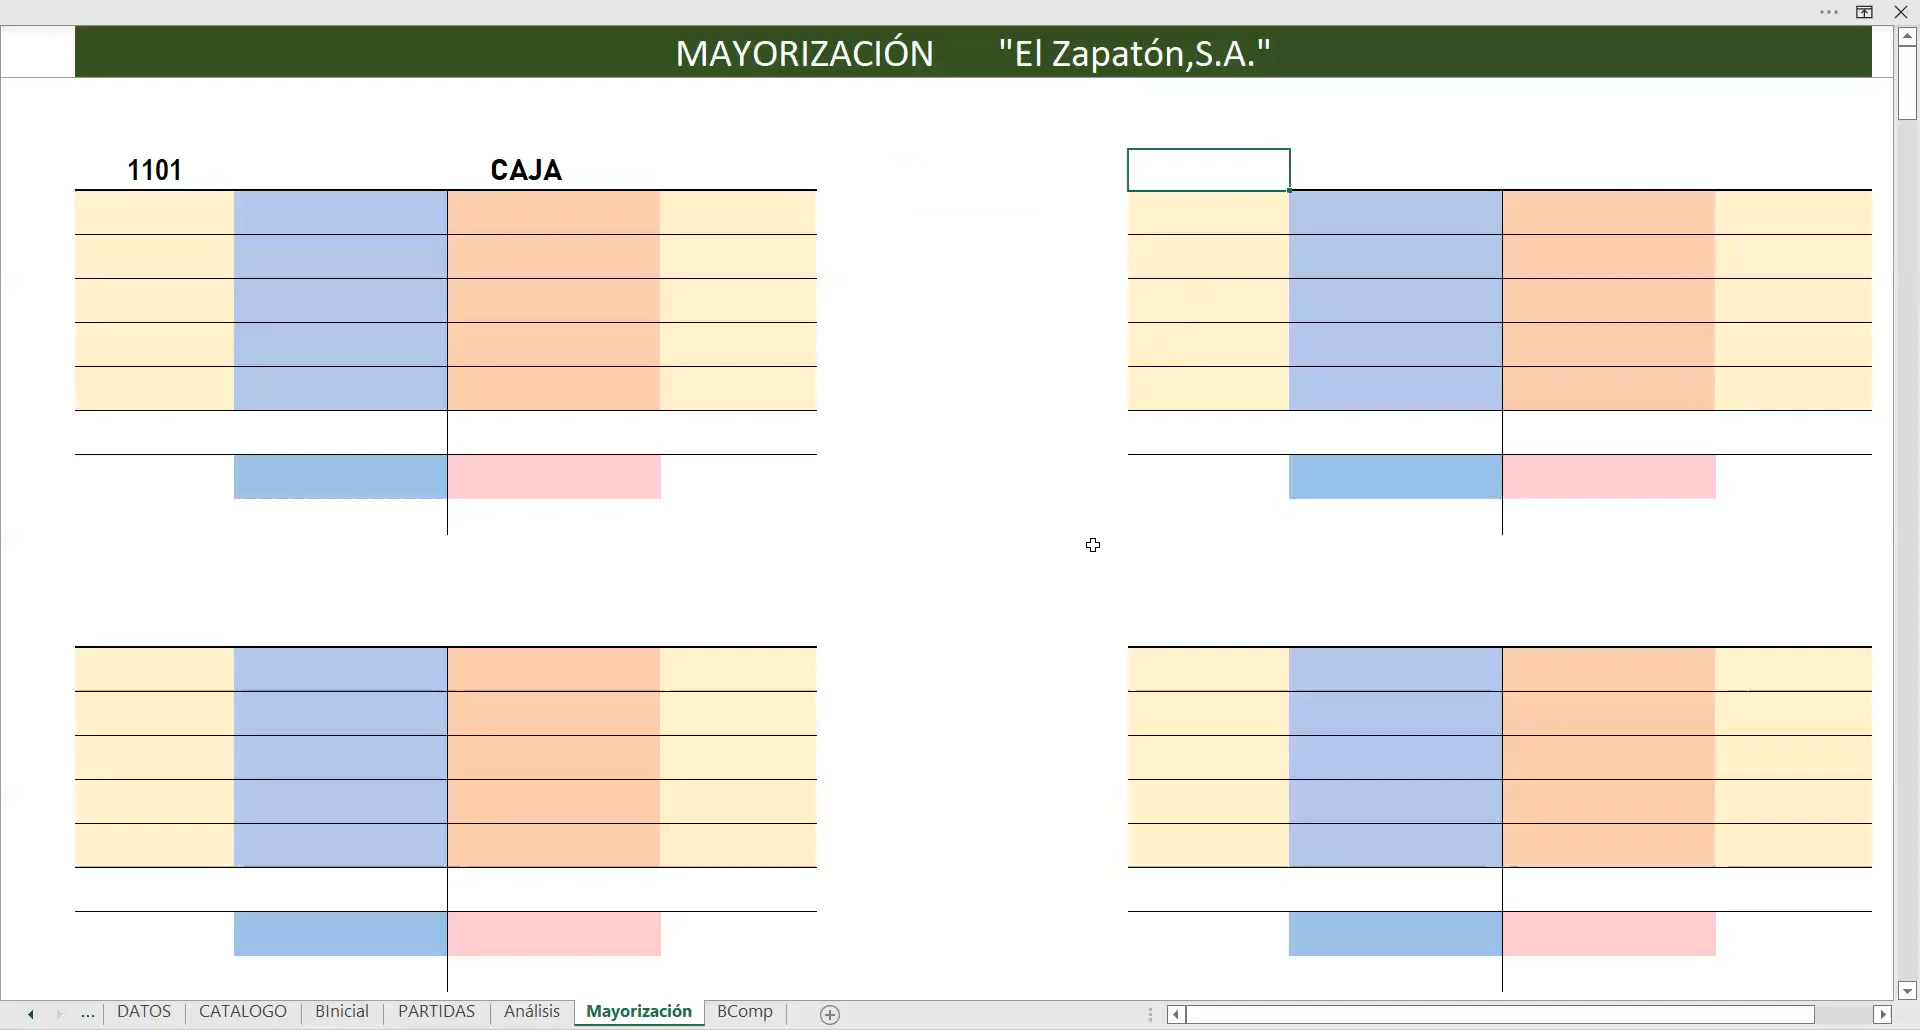 MAYORIZACIÓN "El Zapatón,S.A."
1101 CAJA
... DATOS CATALOGO BInicial PARTIDAS Análisis Mayorización BComp